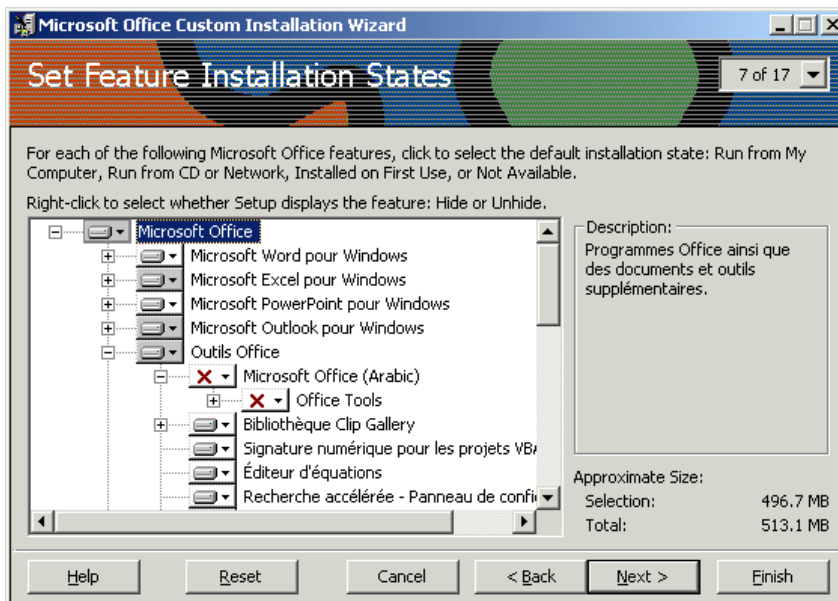 Microsoft Office Custom Installation Wizard
Set Feature Installation States
7 of 17
For each of the following Microsoft Office features, click to select the default installation state: Run from My
Computer, Run from CD or Network, Installed on First Use, or Not Available.
Right-click to select whether Setup displays the feature: Hide or Unhide.
Microsoft Office
Microsoft Word pour Windows
Microsoft Excel pour Windows
Microsoft PowerPoint pour Windows
Microsoft Outlook pour Windows
Outils Office
Microsoft Office (Arabic)
Office Tools
Bibliothèque Clip Gallery
Signature numérique pour les projets VBA
Éditeur d'équations
Recherche accélérée - Panneau de confi
Description:
Programmes Office ainsi que
des documents et outils
supplémentaires.
Approximate Size:
Selection: 496.7 MB
Total: 513.1 MB
Help Reset Cancel < Back Next > Finish